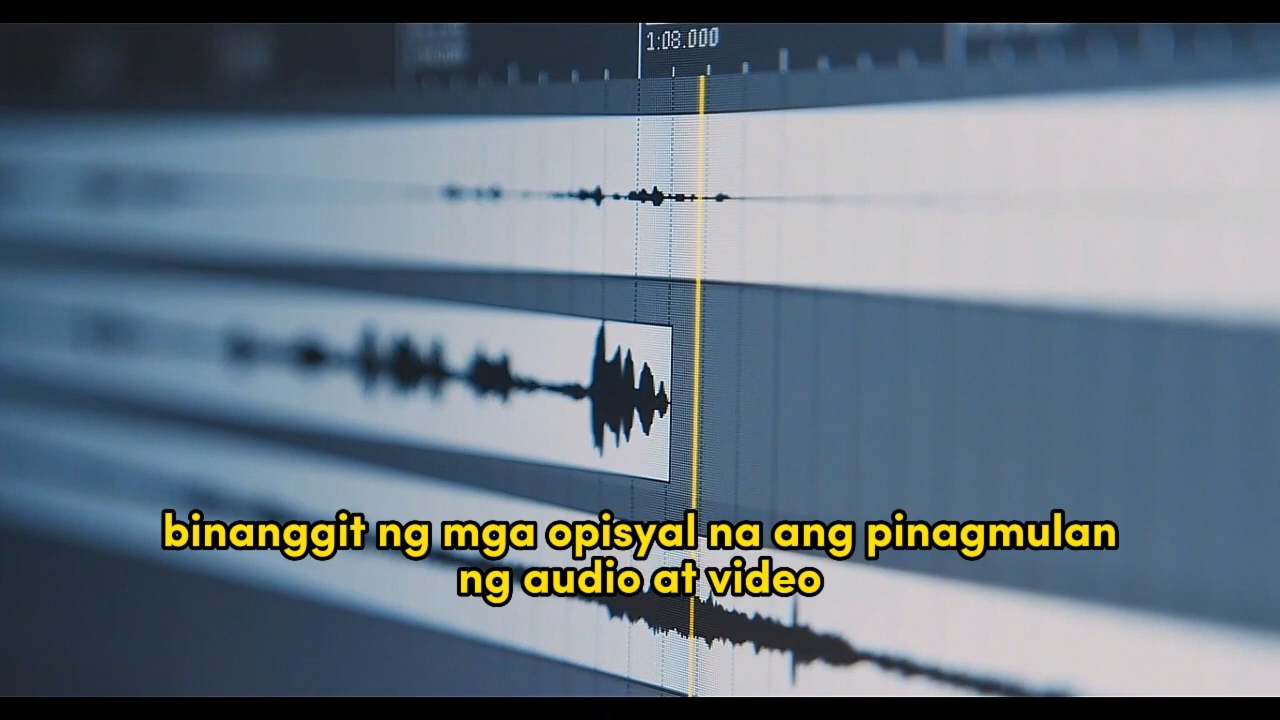 1:08.000
binanggit ng mga opisyal na ang pinagmulan
ng audio at video